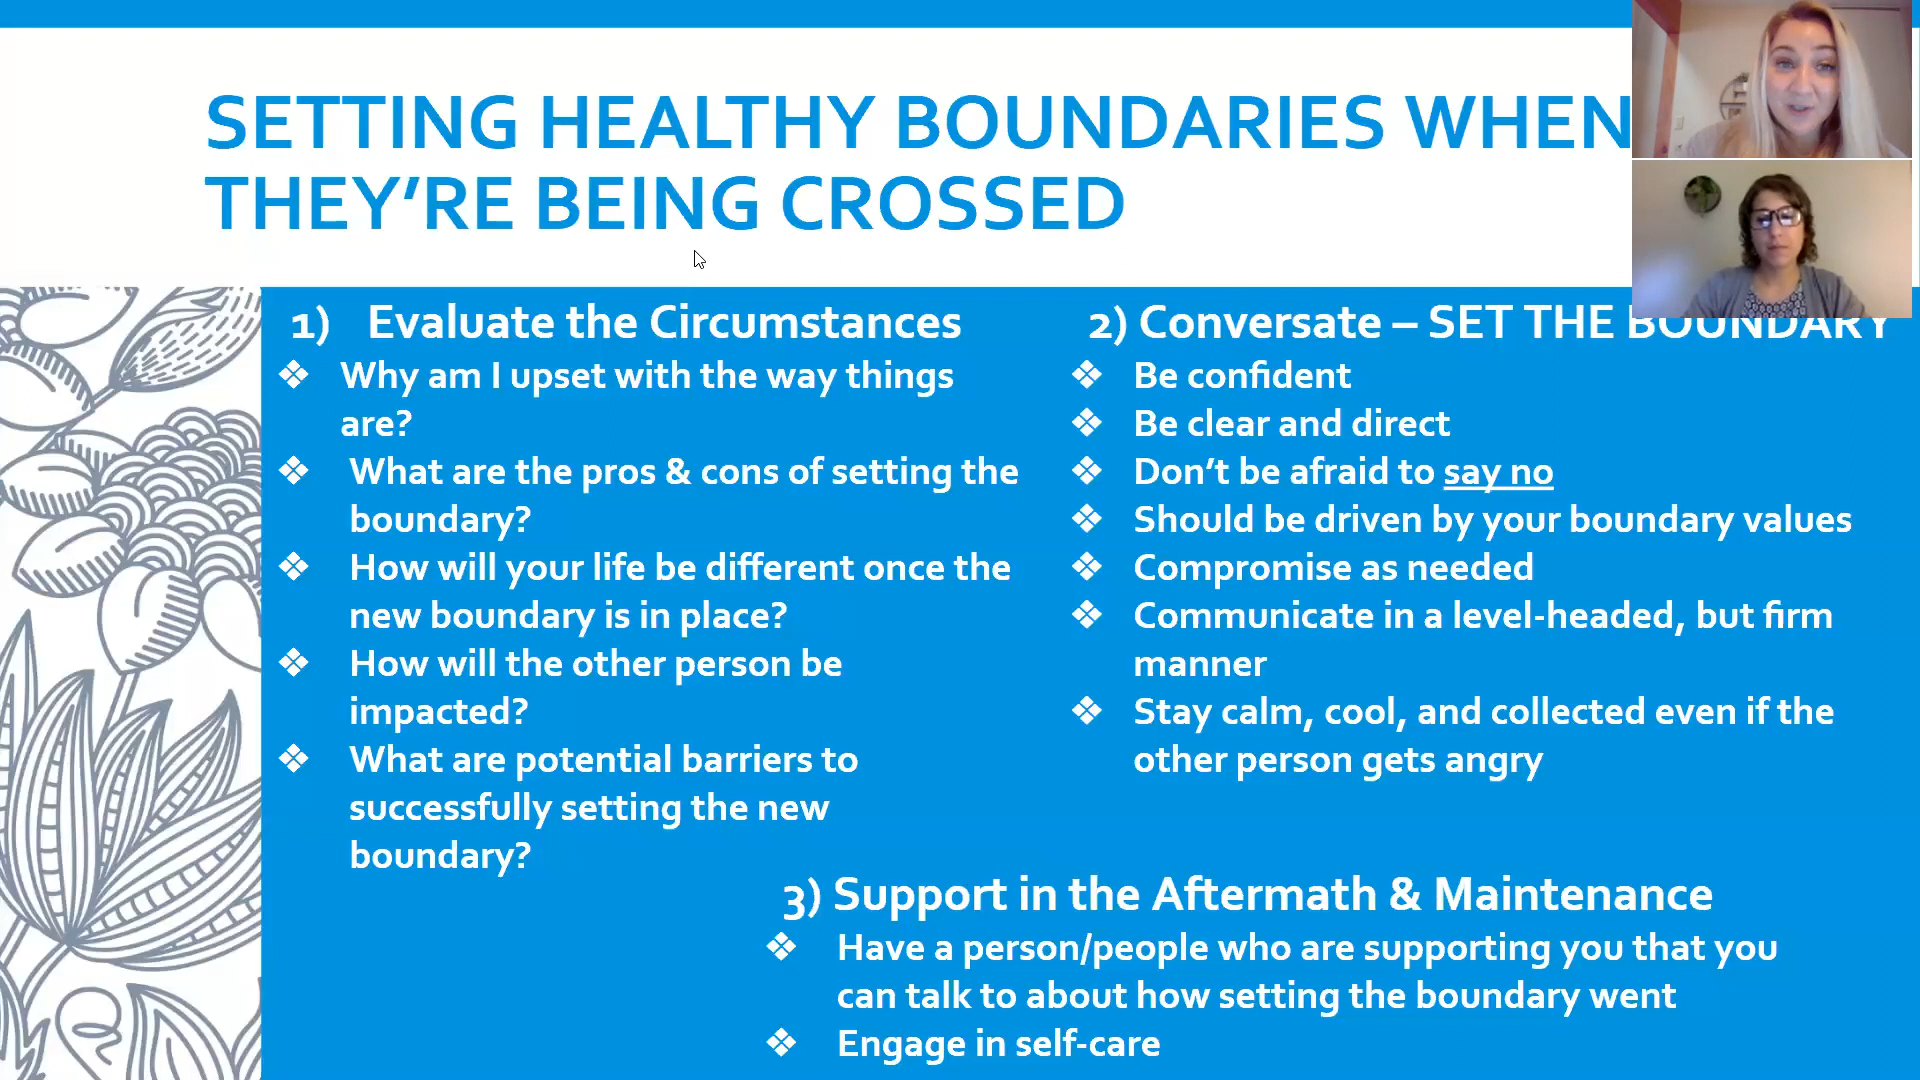 SETTING HEALTHY BOUNDARIES WHEN
THEY’RE BEING CROSSED
1) Evaluate the Circumstances
❖ Why am I upset with the way things
are?
❖ What are the pros & cons of setting the
boundary?
❖ How will your life be different once the
new boundary is in place?
❖ How will the other person be
impacted?
❖ What are potential barriers to
successfully setting the new
boundary?
2) Conversate – SET THE BOUNDARY
❖ Be confident
❖ Be clear and direct
❖ Don’t be afraid to say no
❖ Should be driven by your boundary values
❖ Compromise as needed
❖ Communicate in a level-headed, but firm
manner
❖ Stay calm, cool, and collected even if the
other person gets angry
3) Support in the Aftermath & Maintenance
❖ Have a person/people who are supporting you that you
can talk to about how setting the boundary went
❖ Engage in self-care